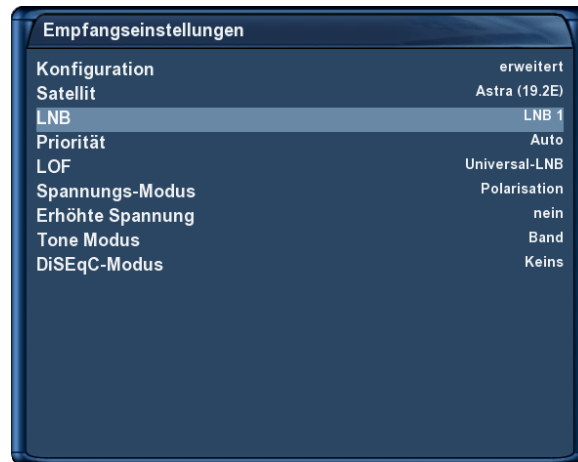 Empfangseinstellungen
Konfiguration erweitert
Satellit Astra (19.2E)
LNB LNB 1
Priorität Auto
LOF Universal-LNB
Spannungs-Modus Polarisation
Erhöhte Spannung nein
Tone Modus Band
DiSEqC-Modus Keins